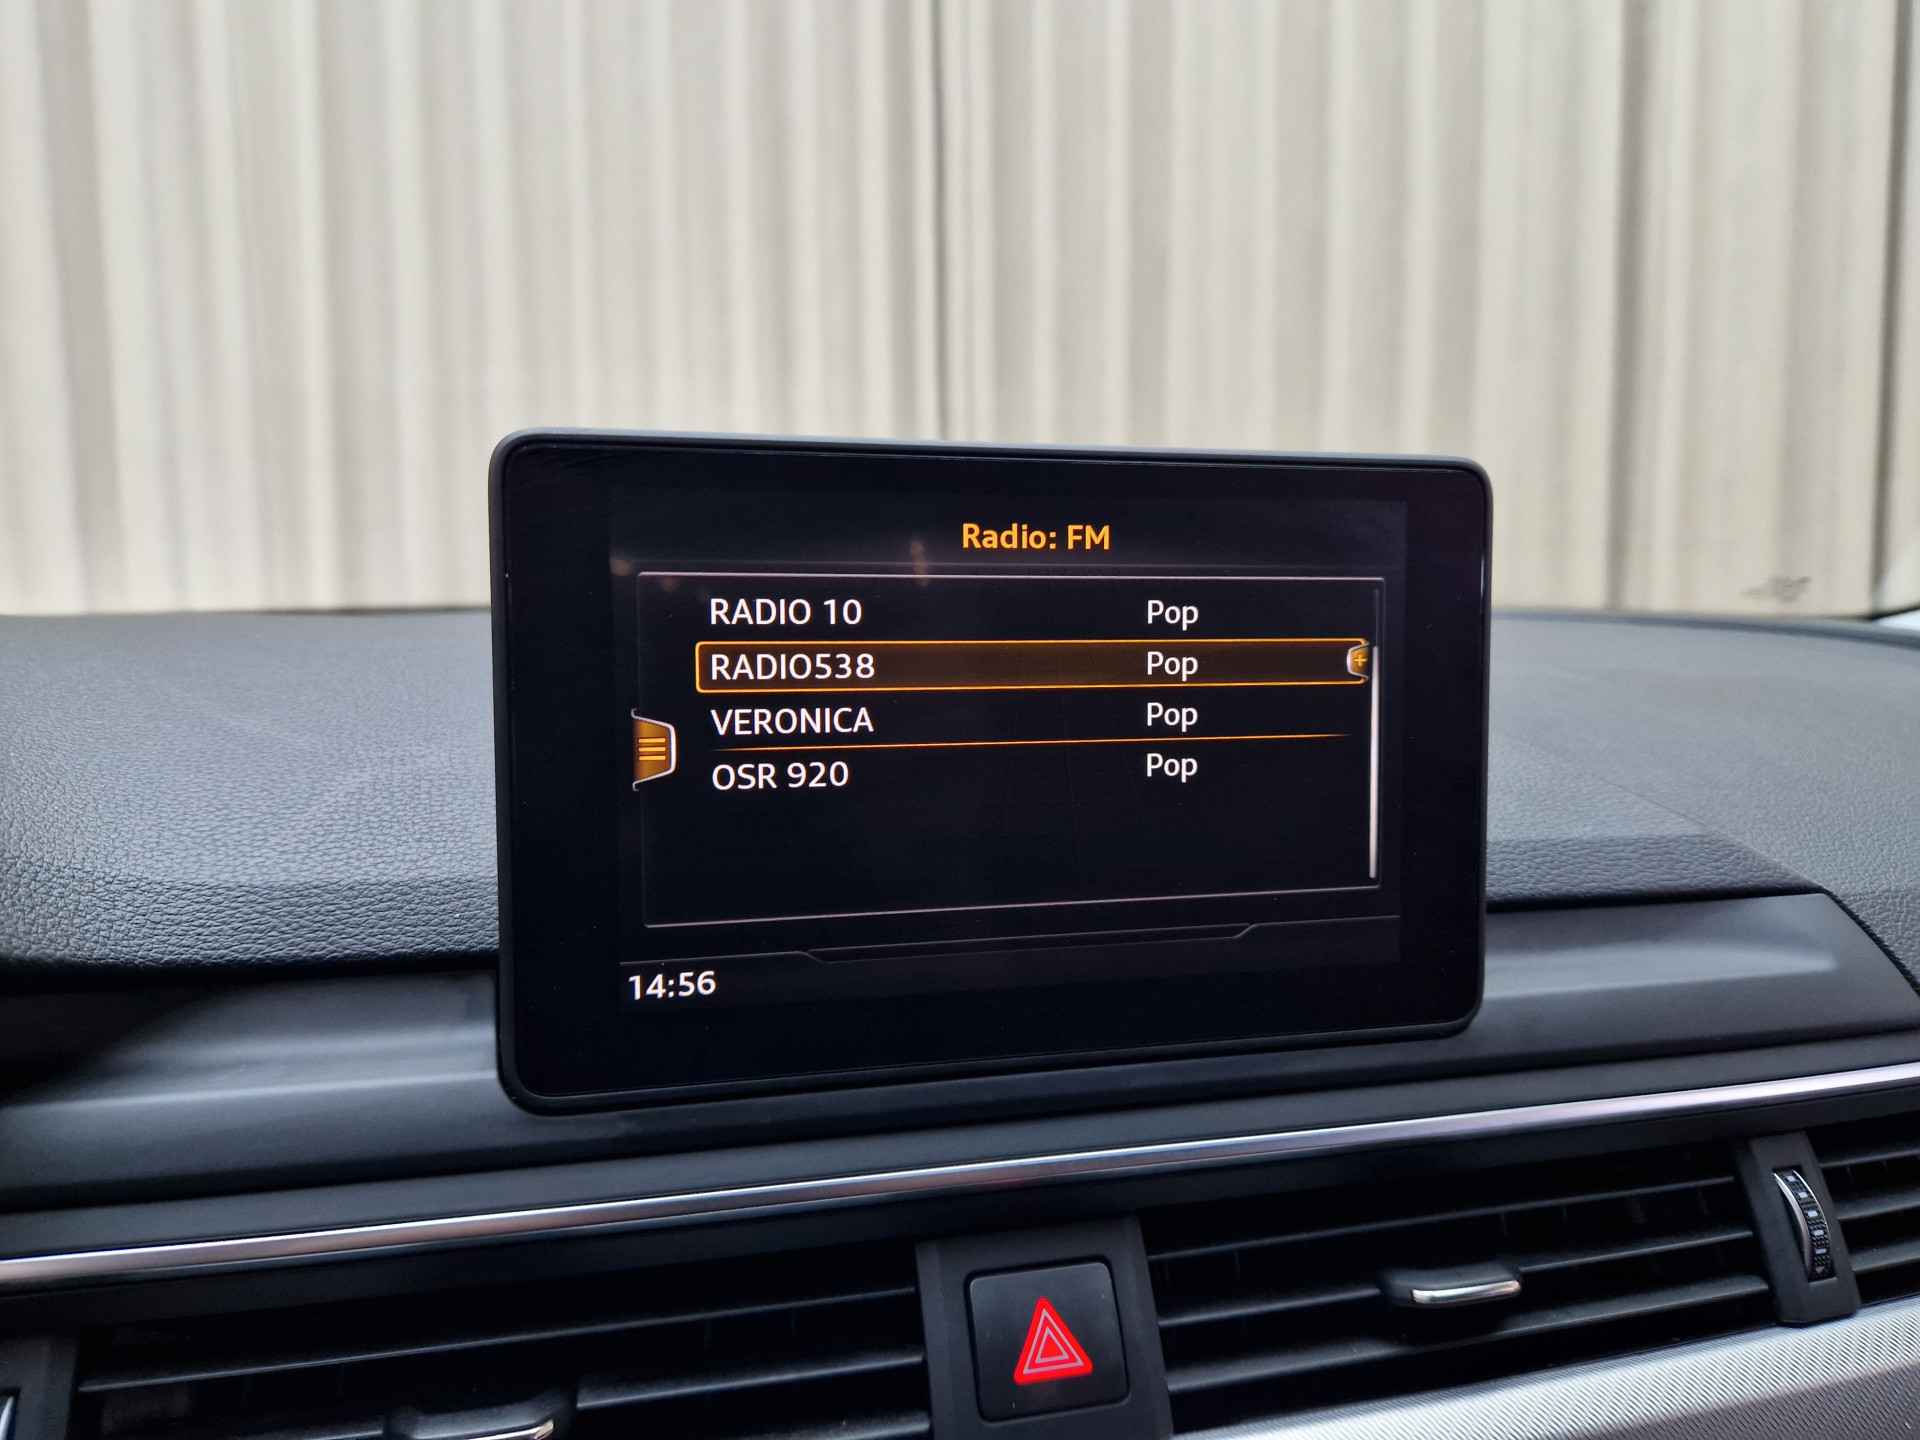 Radio: FM
RADIO 10 Pop
RADIO538 Pop
VERONICA Pop
OSR 920 Pop
14:56